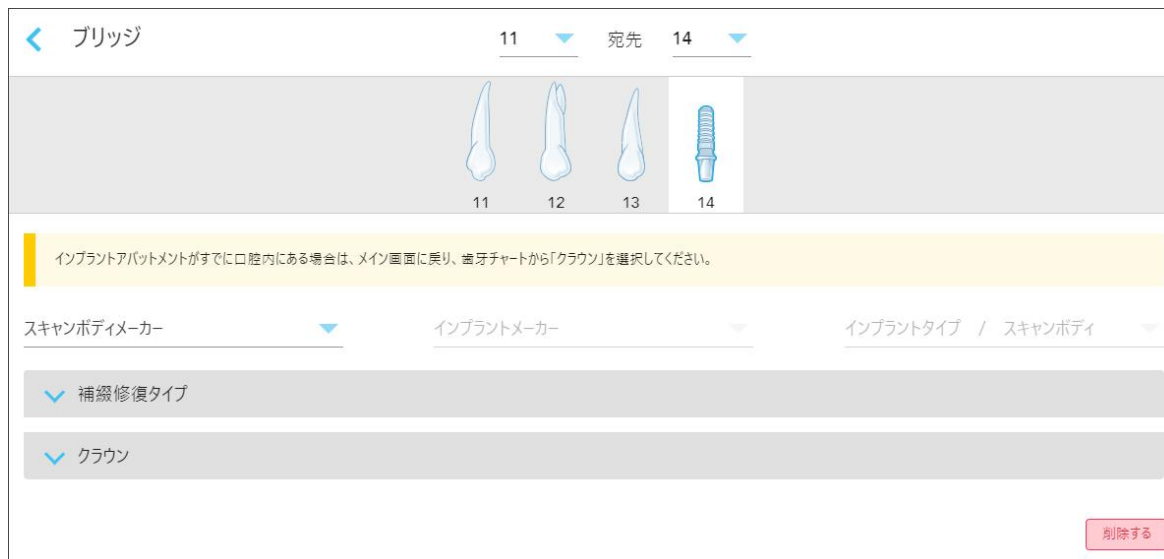 ブリッジ 11 宛先 14
11 12 13 14
インプラントアバットメントがすでに口腔内にある場合は、メイン画面に戻り、歯牙チャートから「クラウン」を選択してください。
スキャンボディメーカー インプラントメーカー インプラントタイプ / スキャンボディ
補綴修復タイプ
クラウン
削除する